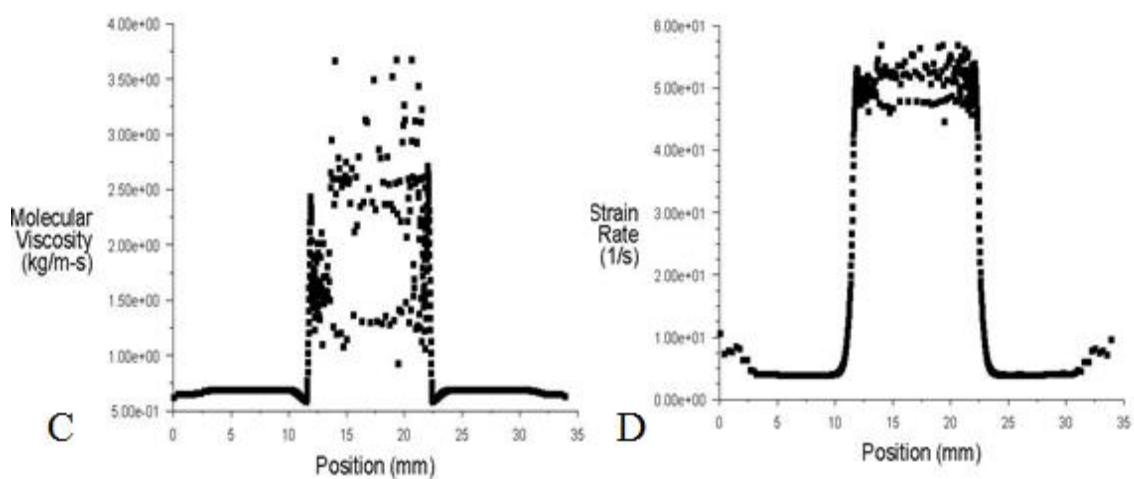 4.00e+00
3.50e+00
3.00e+00
2.50e+00
2.00e+00
1.50e+00
1.00e+00
5.00e-01
Molecular
Viscosity
(kg/m-s)
0 5 10 15 20 25 30 35
Position (mm)
C
6.00e+01
5.00e+01
4.00e+01
3.00e+01
2.00e+01
1.00e+01
0.00e+00
Strain
Rate
(1/s)
0 5 10 15 20 25 30 35
Position (mm)
D